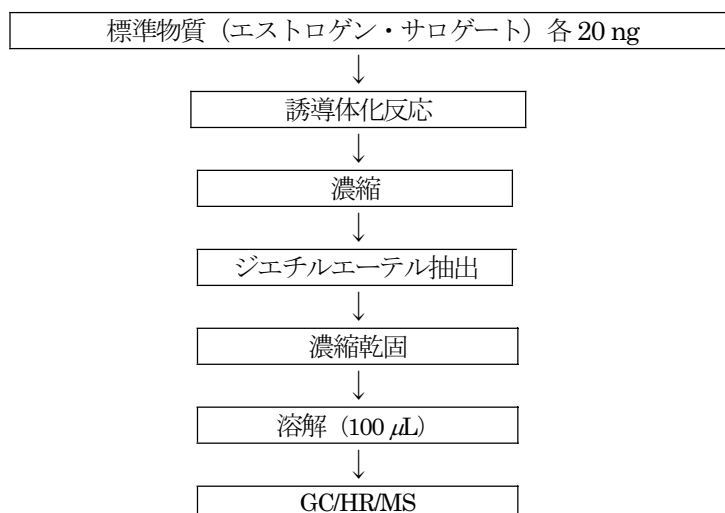 標準物質（エストロゲン・サロゲート）各 20 ng
↓
誘導体化反応
↓
濃縮
↓
ジエチルエーテル抽出
↓
濃縮乾固
↓
溶解（100 μL）
↓
GC/HR/MS